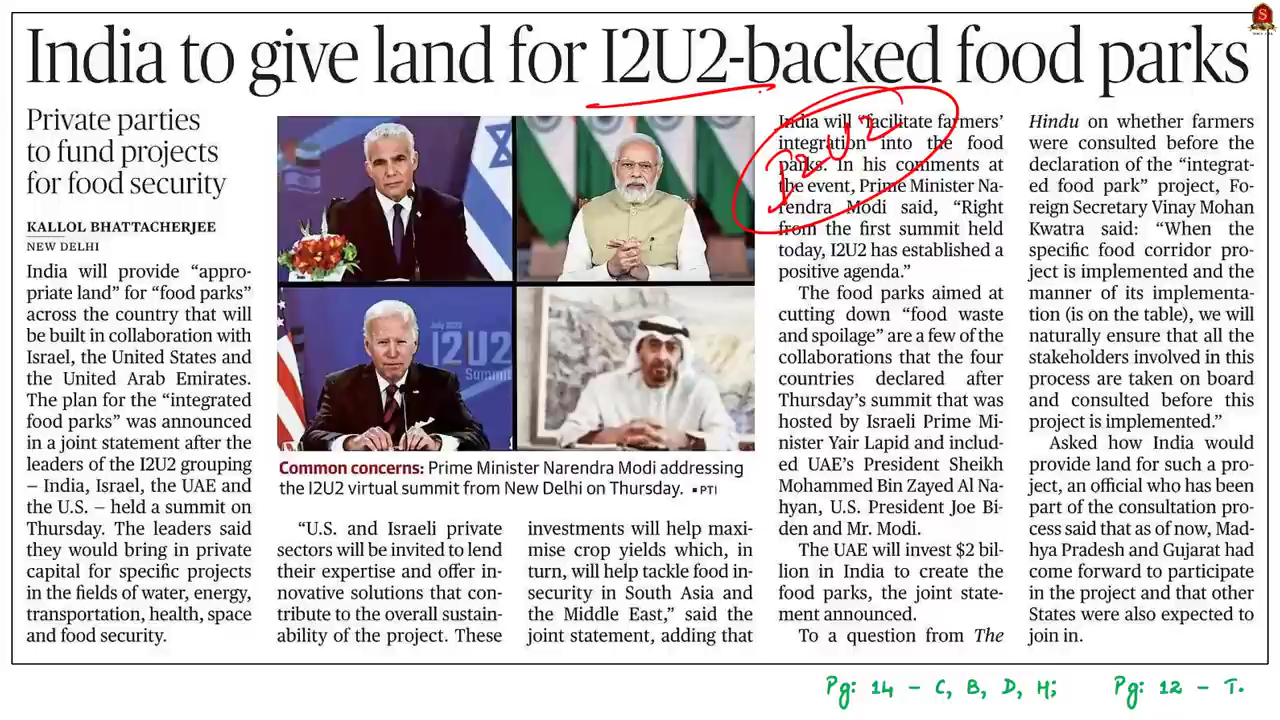 India to give land for I2U2-backed food parks
Private parties
to fund projects
for food security
KALLOL BHATTACHERJEE
NEW DELHI
India will provide “appro-
priate land” for “food parks”
across the country that will
be built in collaboration with
Israel, the United States and
the United Arab Emirates.
The plan for the “integrated
food parks” was announced
in a joint statement after the
leaders of the I2U2 grouping
– India, Israel, the UAE and
the U.S. – held a summit on
Thursday. The leaders said
they would bring in private
capital for specific projects
in the fields of water, energy,
transportation, health, space
and food security.
July 2022
I2U2
Summit
Common concerns: Prime Minister Narendra Modi addressing
the I2U2 virtual summit from New Delhi on Thursday. ▪ PTI
“U.S. and Israeli private
sectors will be invited to lend
their expertise and offer in-
novative solutions that con-
tribute to the overall sustain-
ability of the project. These
investments will help maxi-
mise crop yields which, in
turn, will help tackle food in-
security in South Asia and
the Middle East,” said the
joint statement, adding that
India will “facilitate farmers’
integration into the food
parks. In his comments at
the event, Prime Minister Na-
rendra Modi said, “Right
from the first summit held
today, I2U2 has established a
positive agenda.”
The food parks aimed at
cutting down “food waste
and spoilage” are a few of the
collaborations that the four
countries declared after
Thursday’s summit that was
hosted by Israeli Prime Mi-
nister Yair Lapid and includ-
ed UAE’s President Sheikh
Mohammed Bin Zayed Al Na-
hyan, U.S. President Joe Bi-
den and Mr. Modi.
The UAE will invest $2 bil-
lion in India to create the
food parks, the joint state-
ment announced.
To a question from The
Hindu on whether farmers
were consulted before the
declaration of the “integrat-
ed food park” project, Fo-
reign Secretary Vinay Mohan
Kwatra said: “When the
specific food corridor pro-
ject is implemented and the
manner of its implementa-
tion (is on the table), we will
naturally ensure that all the
stakeholders involved in this
process are taken on board
and consulted before this
project is implemented.”
Asked how India would
provide land for such a pro-
ject, an official who has been
part of the consultation pro-
cess said that as of now, Mad-
hya Pradesh and Gujarat had
come forward to participate
in the project and that other
States were also expected to
join in.
I2U2
Pg: 14 – C, B, D, H; Pg: 12 – T.